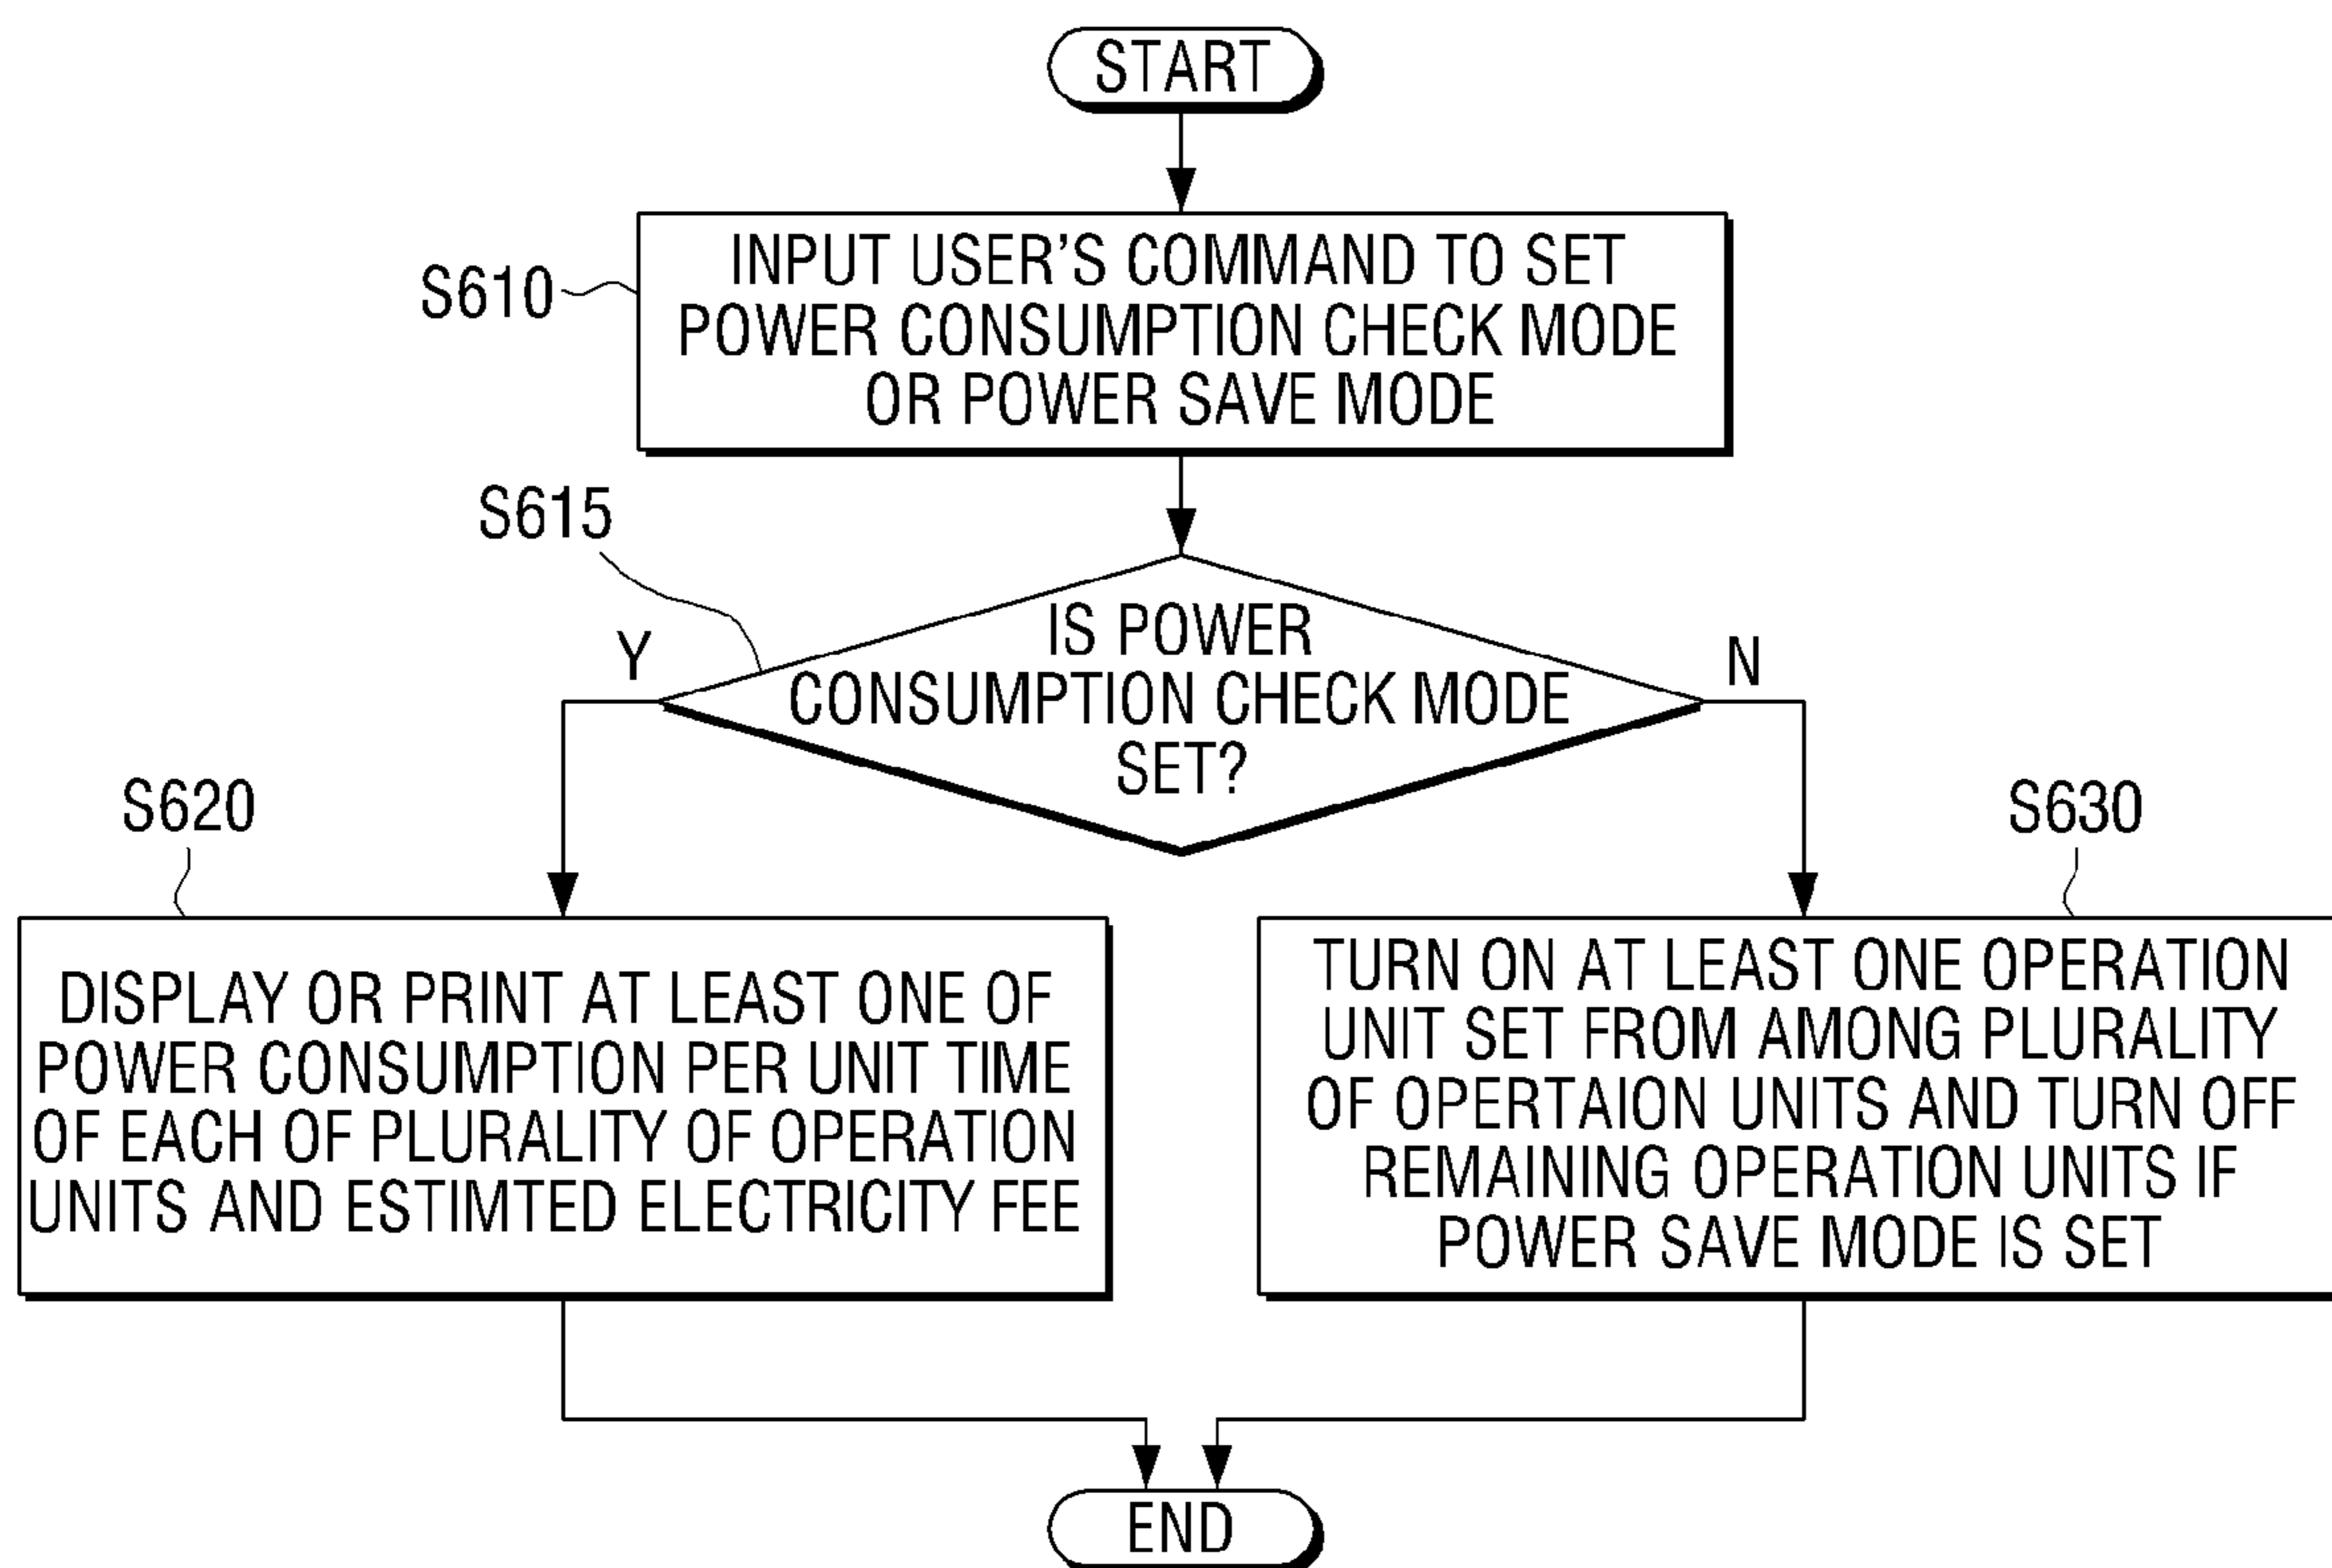 START
S610
INPUT USER'S COMMAND TO SET
POWER CONSUMPTION CHECK MODE
OR POWER SAVE MODE
S615
IS POWER
CONSUMPTION CHECK MODE
SET?
Y
N
S620
DISPLAY OR PRINT AT LEAST ONE OF
POWER CONSUMPTION PER UNIT TIME
OF EACH OF PLURALITY OF OPERATION
UNITS AND ESTIMTED ELECTRICITY FEE
S630
TURN ON AT LEAST ONE OPERATION
UNIT SET FROM AMONG PLURALITY
OF OPERTAION UNITS AND TURN OFF
REMAINING OPERATION UNITS IF
POWER SAVE MODE IS SET
END